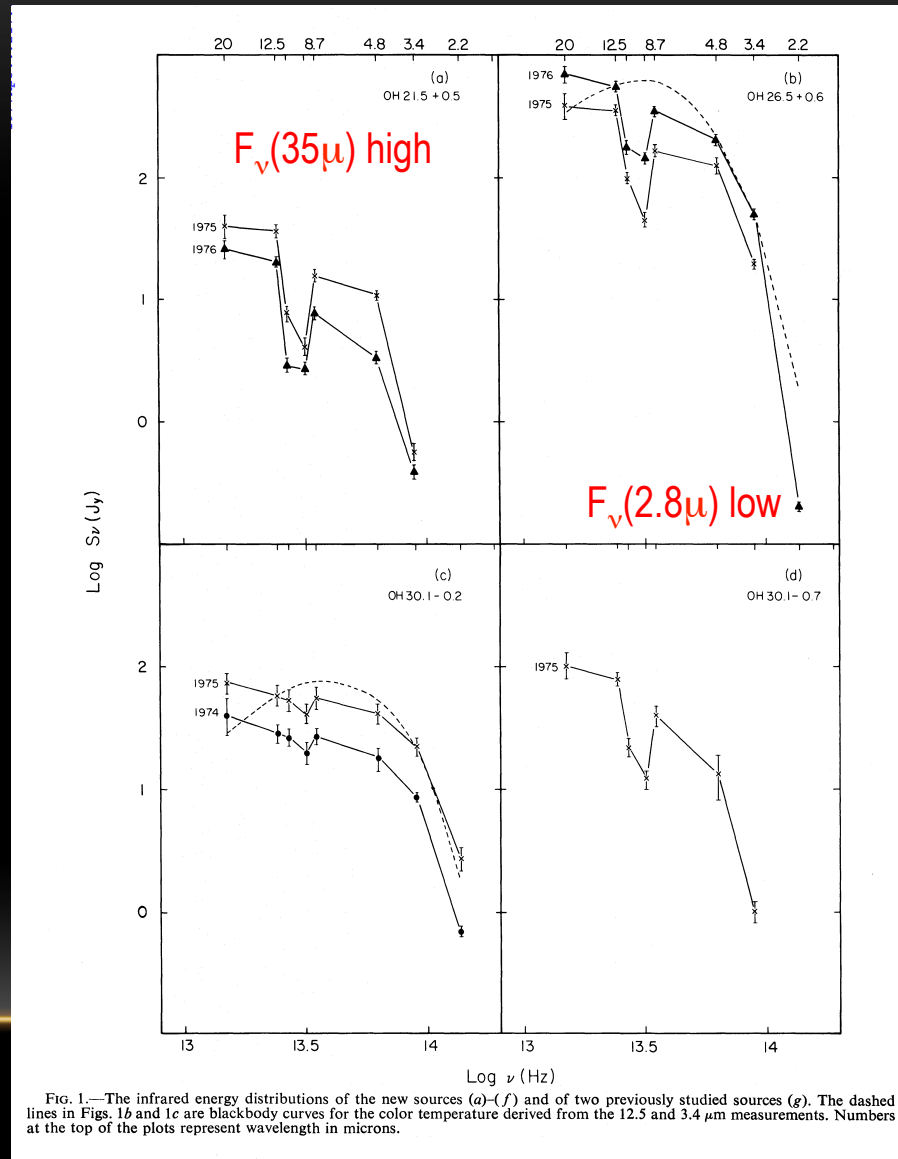 20 12.5 8.7 4.8 3.4 2.2 20 12.5 8.7 4.8 3.4 2.2
(a) (b)
OH 21.5 +0.5 OH 26.5 +0.6
1976
1975
Fν(35μ) high
2
1975
1976
1
0
Fν(2.8μ) low
Log Sν (Jy)
(c) (d)
OH 30.1 - 0.2 OH 30.1 - 0.7
2
1975 1975
1974
1
0
13 13.5 14 13 13.5 14
Log ν (Hz)
FIG. 1.—The infrared energy distributions of the new sources (a)–(f) and of two previously studied sources (g). The dashed
lines in Figs. 1b and 1c are blackbody curves for the color temperature derived from the 12.5 and 3.4 μm measurements. Numbers
at the top of the plots represent wavelength in microns.